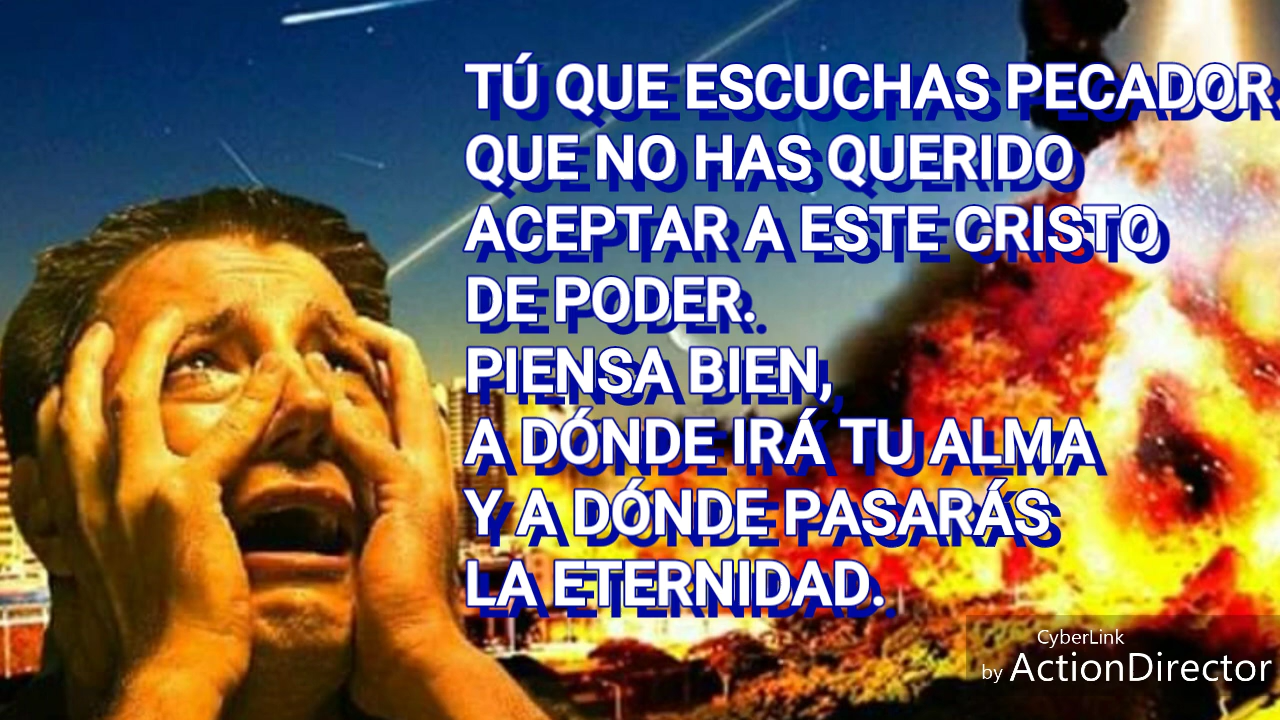 TÚ QUE ESCUCHAS PECADOR.
QUE NO HAS QUERIDO
ACEPTAR A ESTE CRISTO
DE PODER.
PIENSA BIEN,
A DÓNDE IRÁ TU ALMA
Y A DÓNDE PASARÁS
LA ETERNIDAD.
CyberLink
by ActionDirector